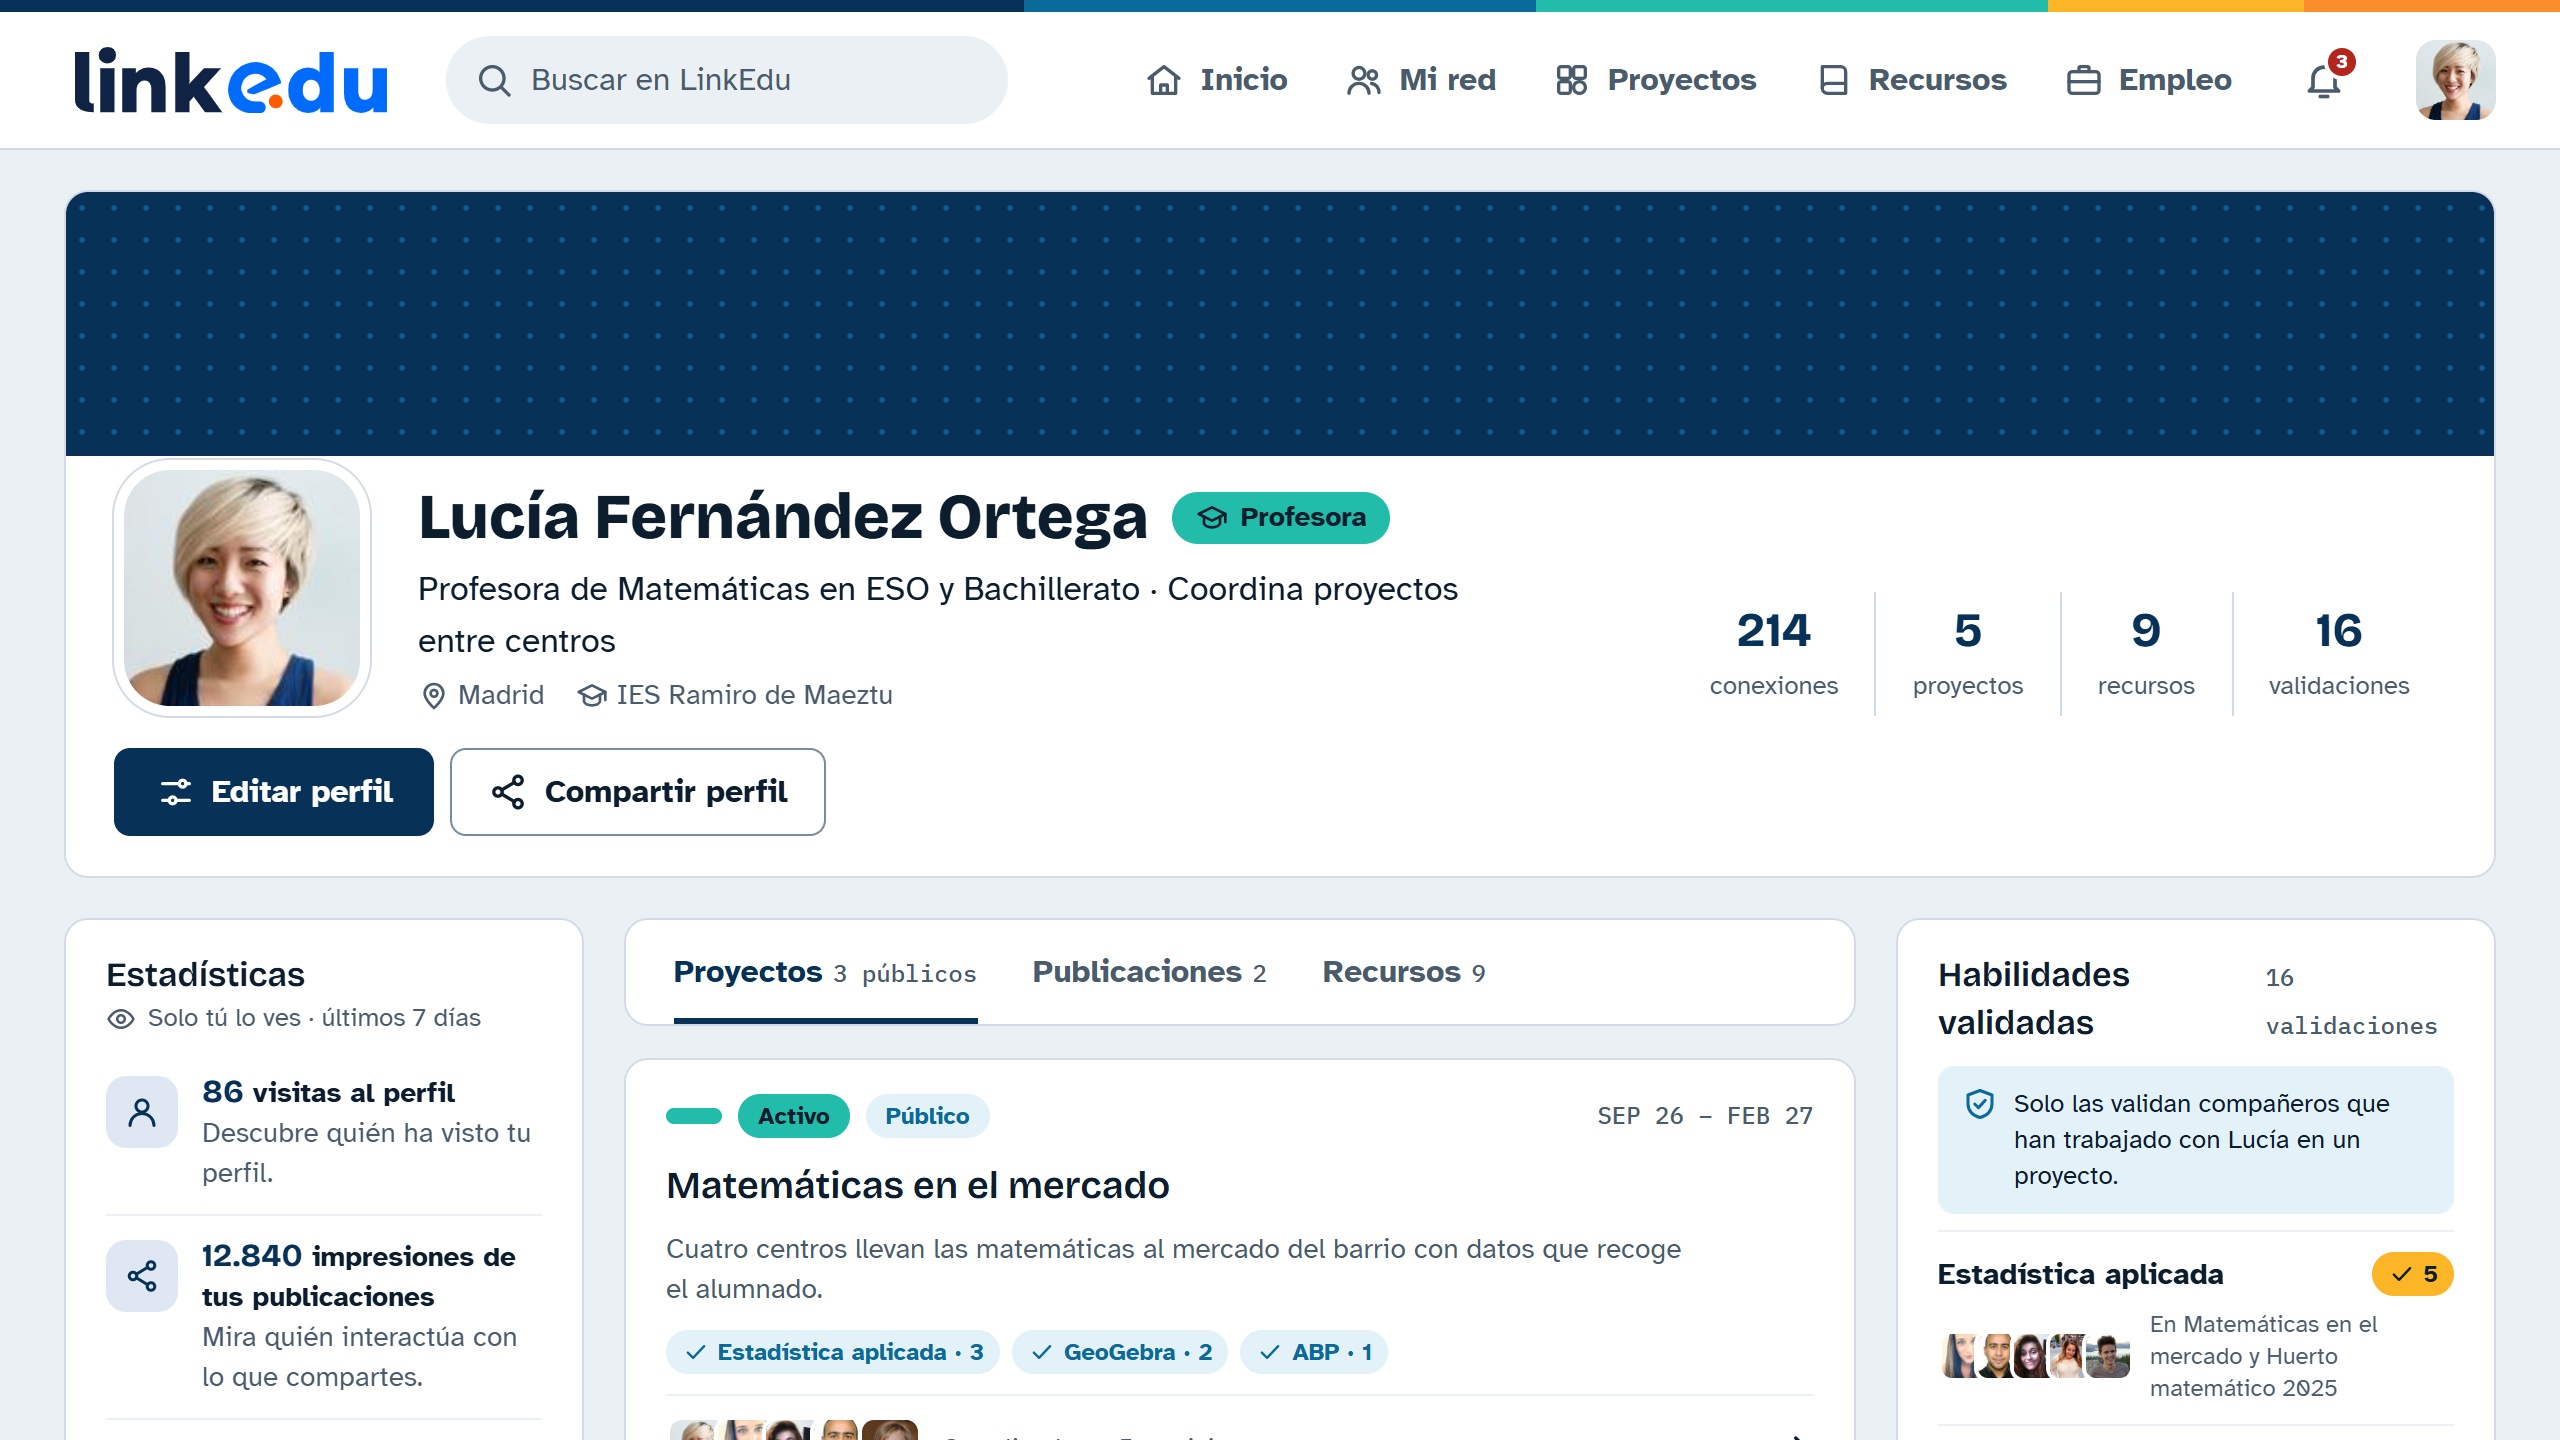 linkedu
Buscar en LinkEdu
Inicio
Mi red
Proyectos
Recursos
Empleo
3
Lucía Fernández Ortega
Profesora
Profesora de Matemáticas en ESO y Bachillerato · Coordina proyectos
entre centros
Madrid
IES Ramiro de Maeztu
214
conexiones
5
proyectos
9
recursos
16
validaciones
Editar perfil
Compartir perfil
Estadísticas
Solo tú lo ves · últimos 7 días
86 visitas al perfil
Descubre quién ha visto tu
perfil.
12.840 impresiones de
tus publicaciones
Mira quién interactúa con
lo que compartes.
Proyectos 3 públicos
Publicaciones 2
Recursos 9
Activo
Público
SEP 26 – FEB 27
Matemáticas en el mercado
Cuatro centros llevan las matemáticas al mercado del barrio con datos que recoge
el alumnado.
Estadística aplicada · 3
GeoGebra · 2
ABP · 1
Habilidades
validadas
16
validaciones
Solo las validan compañeros que
han trabajado con Lucía en un
proyecto.
Estadística aplicada
5
En Matemáticas en el
mercado y Huerto
matemático 2025